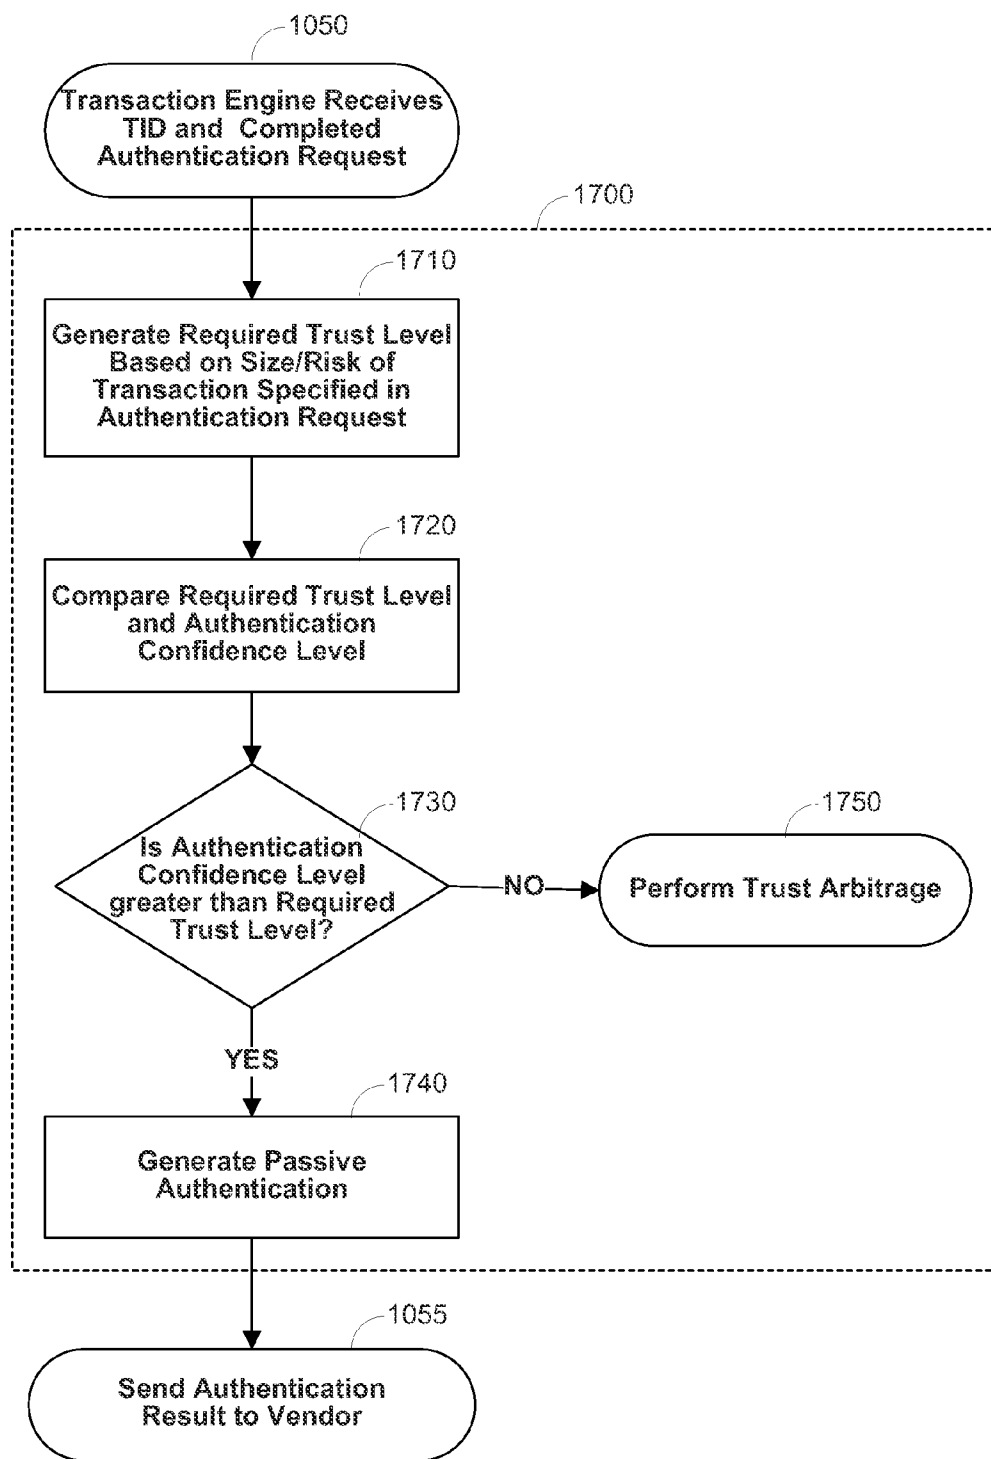 1050
Transaction Engine Receives
TID and Completed
Authentication Request
1700
1710
Generate Required Trust Level
Based on Size/Risk of
Transaction Specified in
Authentication Request
1720
Compare Required Trust Level
and Authentication
Confidence Level
1730
Is Authentication
Confidence Level
greater than Required
Trust Level?
NO
1750
Perform Trust Arbitrage
YES
1740
Generate Passive
Authentication
1055
Send Authentication
Result to Vendor